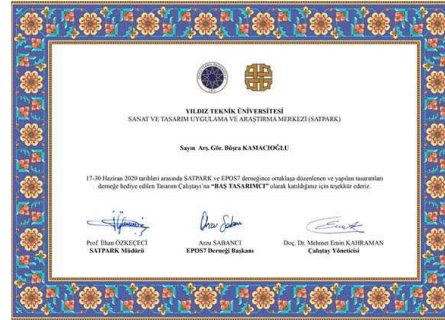 YILDIZ TEKNİK ÜNİVERSİTESİ
SANAT VE TASARIM UYGULAMA VE ARAŞTIRMA MERKEZİ (SATPARK)
Sayın Arş. Gör. Büşra KAMACIOĞLU
17-30 Haziran 2020 tarihleri arasında SATPARK ve EPOS7 derneğince ortaklaşa düzenlenen ve yapılan tasarımları
derneğe hediye edilen Tasarım Çalıştayı'na “BAŞ TASARIMCI” olarak katıldığınız için teşekkür ederiz.
Prof. İlhan ÖZKEÇECİ
SATPARK Müdürü
Arzu SABANCI
EPOS7 Derneği Başkanı
Doç. Dr. Mehmet Emin KAHRAMAN
Çalıştay Yöneticisi